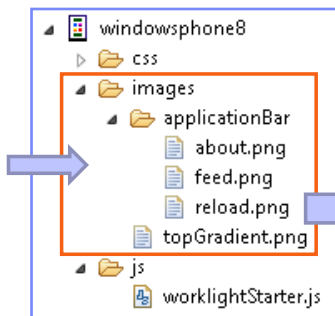 windowsphone8
css
images
applicationBar
about.png
feed.png
reload.png
topGradient.png
js
worklightStarter.js